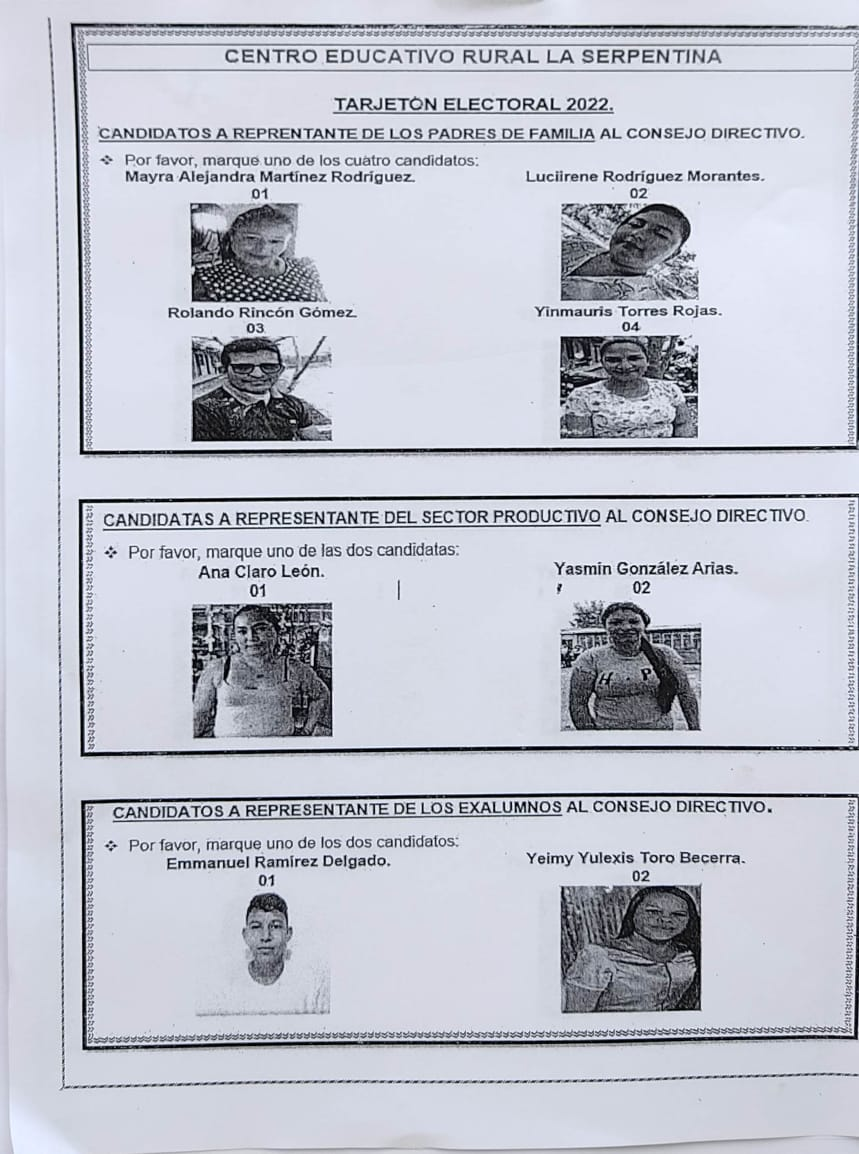 CENTRO EDUCATIVO RURAL LA SERPENTINA
TARJETÓN ELECTORAL 2022.
CANDIDATOS A REPRENTANTE DE LOS PADRES DE FAMILIA AL CONSEJO DIRECTIVO.
❖ Por favor, marque uno de los cuatro candidatos:
Mayra Alejandra Martínez Rodríguez. Luciirene Rodríguez Morantes.
01 02
Rolando Rincón Gómez. Yinmauris Torres Rojas.
03 04
CANDIDATAS A REPRESENTANTE DEL SECTOR PRODUCTIVO AL CONSEJO DIRECTIVO.
❖ Por favor, marque uno de las dos candidatas:
Ana Claro León. Yasmin González Arias.
01 02
H P
CANDIDATOS A REPRESENTANTE DE LOS EXALUMNOS AL CONSEJO DIRECTIVO.
❖ Por favor, marque uno de los dos candidatos:
Emmanuel Ramírez Delgado. Yeimy Yulexis Toro Becerra.
01 02